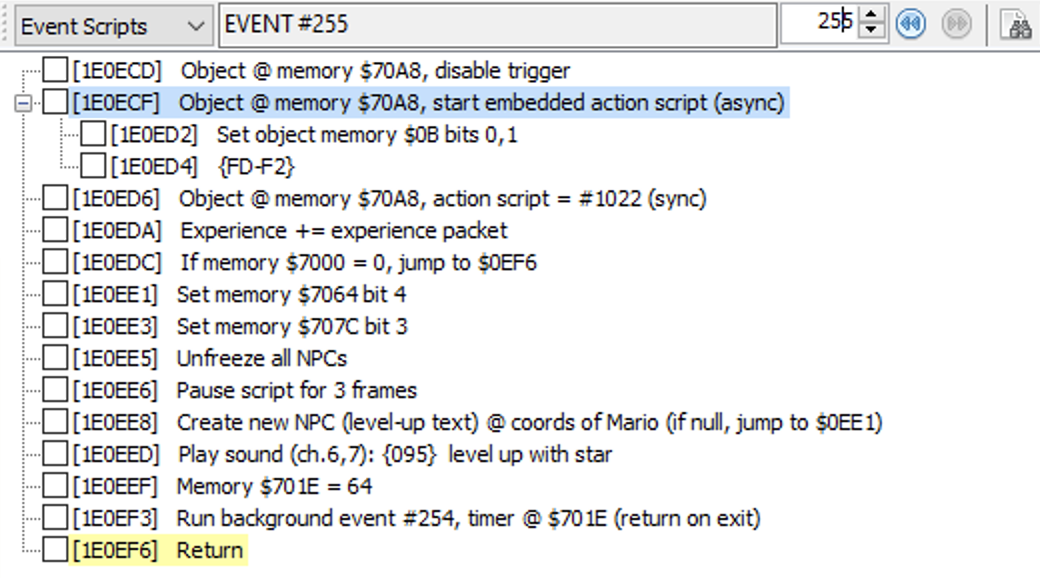 Event Scripts EVENT #255 255
[1E0ECD] Object @ memory $70A8, disable trigger
[1E0ECF] Object @ memory $70A8, start embedded action script (async)
[1E0ED2] Set object memory $0B bits 0,1
[1E0ED4] {FD-F2}
[1E0ED6] Object @ memory $70A8, action script = #1022 (sync)
[1E0EDA] Experience += experience packet
[1E0EDC] If memory $7000 = 0, jump to $0EF6
[1E0EE1] Set memory $7064 bit 4
[1E0EE3] Set memory $707C bit 3
[1E0EE5] Unfreeze all NPCs
[1E0EE6] Pause script for 3 frames
[1E0EE8] Create new NPC (level-up text) @ coords of Mario (if null, jump to $0EE1)
[1E0EED] Play sound (ch.6,7): {095} level up with star
[1E0EEF] Memory $701E = 64
[1E0EF3] Run background event #254, timer @ $701E (return on exit)
[1E0EF6] Return